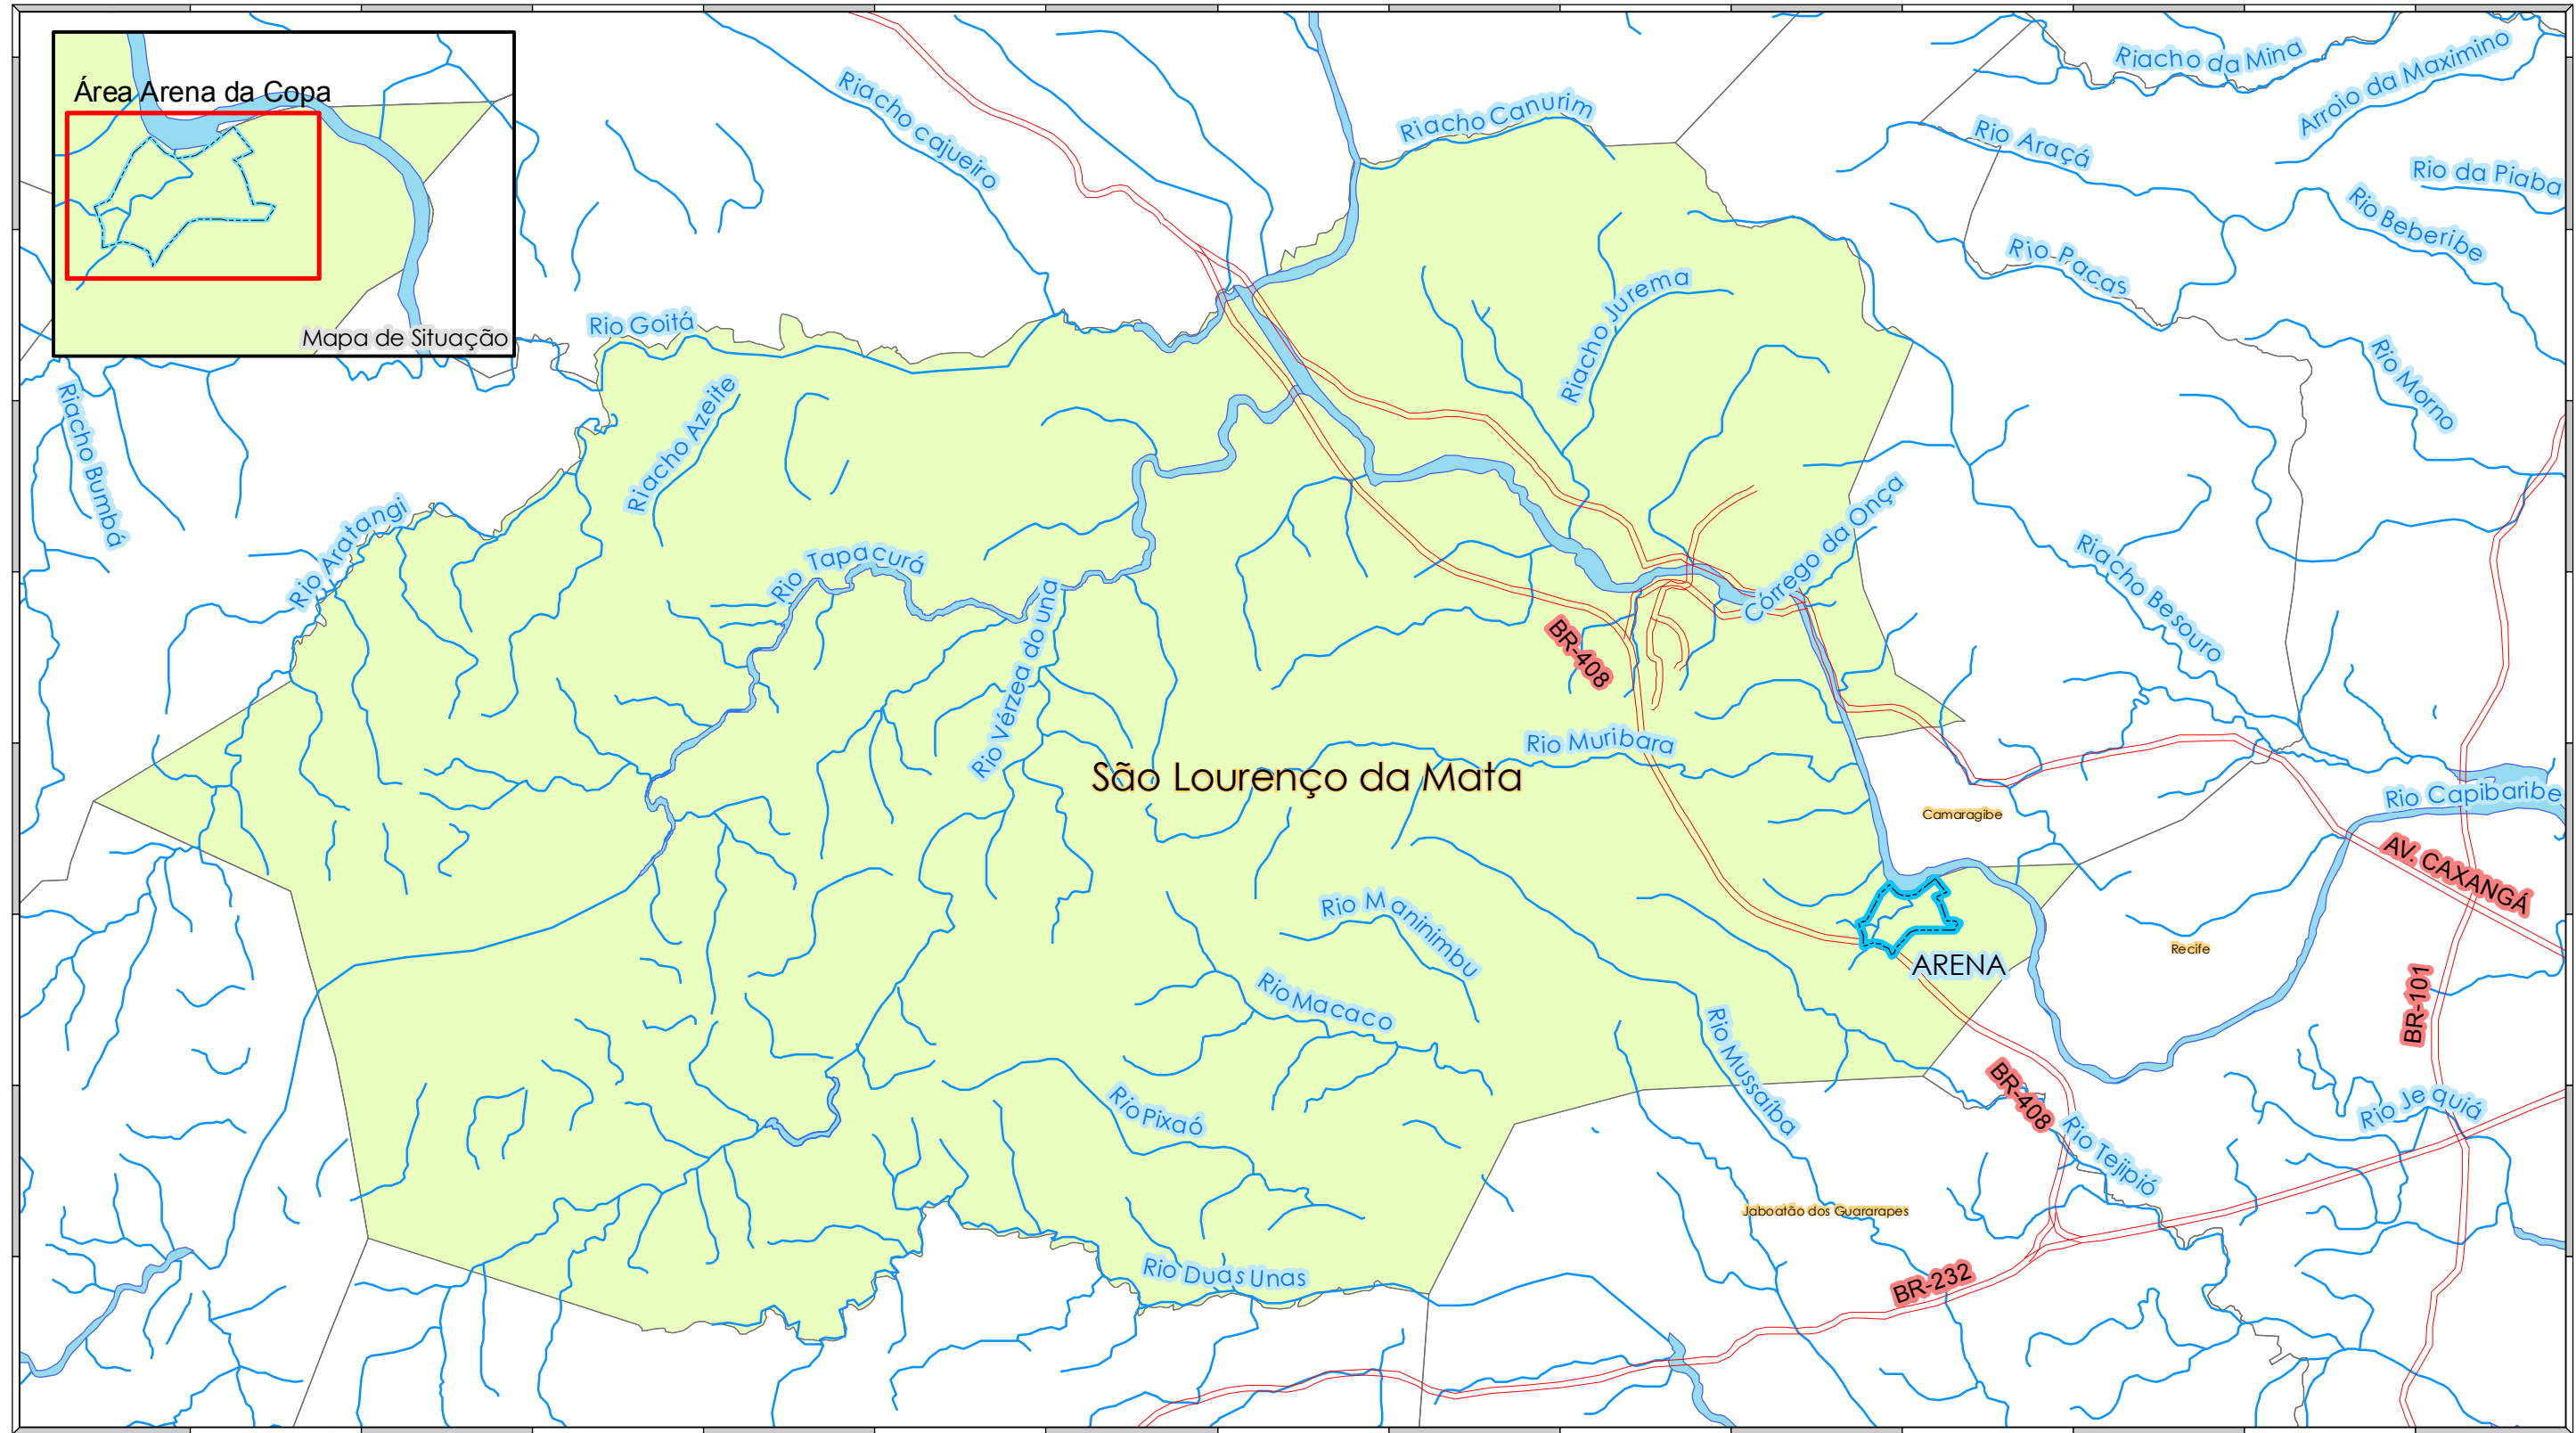 Área Arena da Copa
Mapa de Situação
Riacho cajueiro
Riacho Canurim
Riacho da Mina
Arroio da Maximino
Rio Araçá
Rio da Piaba
Rio Beberibe
Rio Pacas
Rio Morno
Rio Goitá
Riacho Jurema
Riacho Azeite
Riacho Bumbá
Rio Aratangi
Rio Tapacurá
Córrego da Onça
Riacho Besouro
Rio Vérzea do una
BR-408
Rio Muribara
São Lourenço da Mata
Rio Capibaribe
Camaragibe
AV. CAXANGÁ
Rio Maninimbu
Recife
ARENA
Rio Macaco
BR-101
Rio Mussaíba
BR-408
Rio Pixaó
Rio Jequiá
Rio Tejipió
Jaboatão dos Guararapes
Rio Duas Unas
BR-232